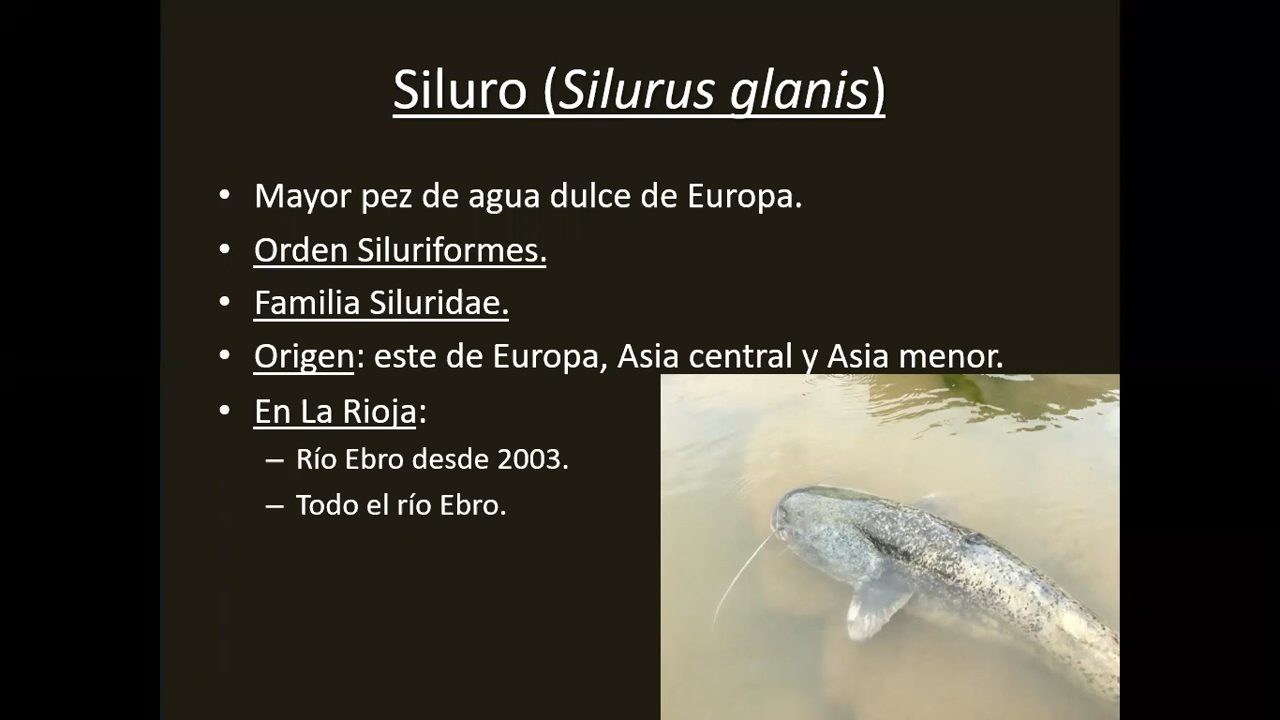 Siluro (Silurus glanis)
• Mayor pez de agua dulce de Europa.
• Orden Siluriformes.
• Familia Siluridae.
• Origen: este de Europa, Asia central y Asia menor.
• En La Rioja:
– Río Ebro desde 2003.
– Todo el río Ebro.